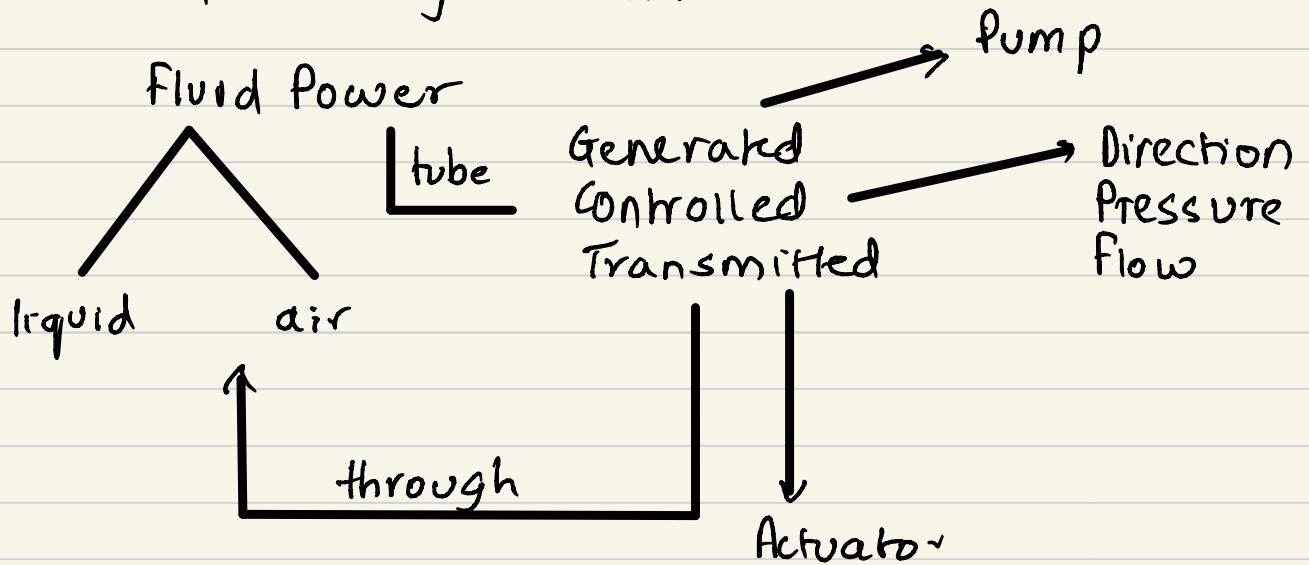 Pump
Fluid Power
tube
Generated
Controlled
Transmitted
Direction
Pressure
Flow
liquid
air
through
Actuator